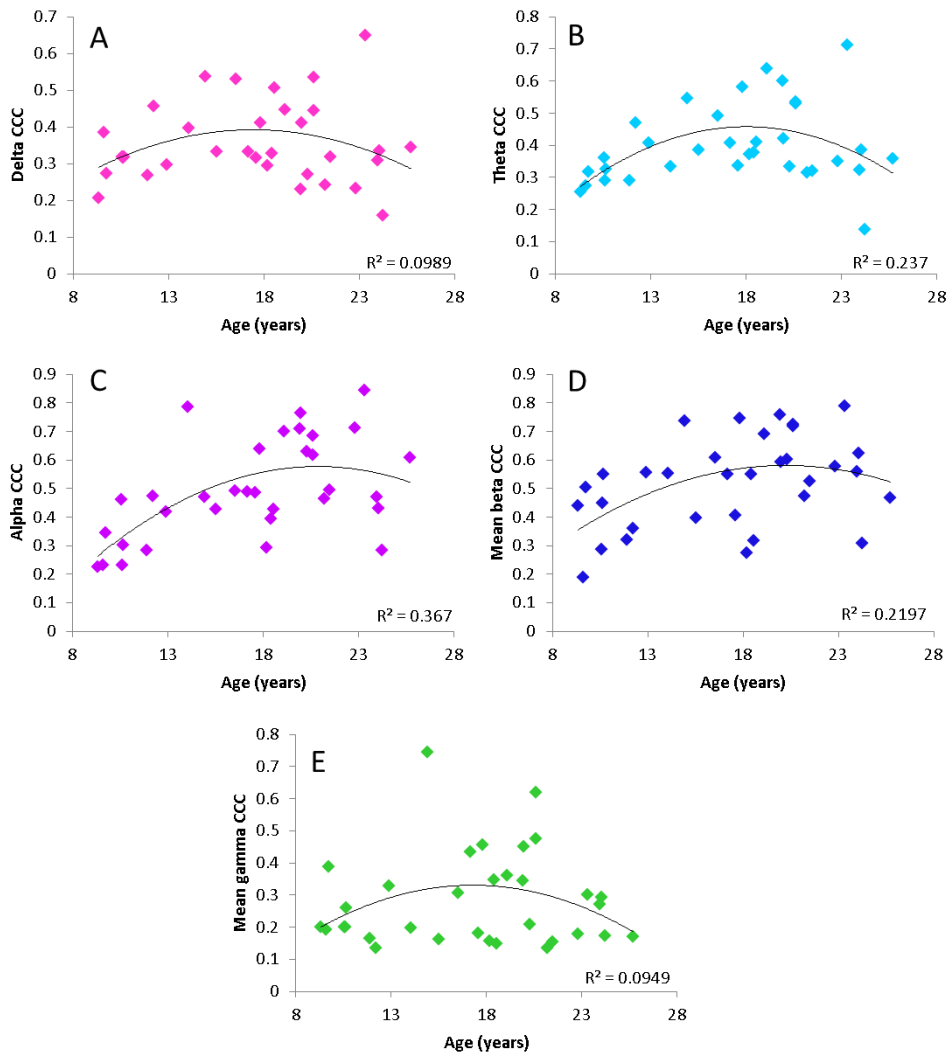 A
Delta CCC
0.7
0.6
0.5
0.4
0.3
0.2
0.1
0
R² = 0.0989
8 13 18 23 28
Age (years)
B
Theta CCC
0.8
0.7
0.6
0.5
0.4
0.3
0.2
0.1
0
R² = 0.237
8 13 18 23 28
Age (years)
C
Alpha CCC
0.9
0.8
0.7
0.6
0.5
0.4
0.3
0.2
0.1
0
R² = 0.367
8 13 18 23 28
Age (years)
D
Mean beta CCC
0.9
0.8
0.7
0.6
0.5
0.4
0.3
0.2
0.1
0
R² = 0.2197
8 13 18 23 28
Age (years)
E
Mean gamma CCC
0.8
0.7
0.6
0.5
0.4
0.3
0.2
0.1
0
R² = 0.0949
8 13 18 23 28
Age (years)